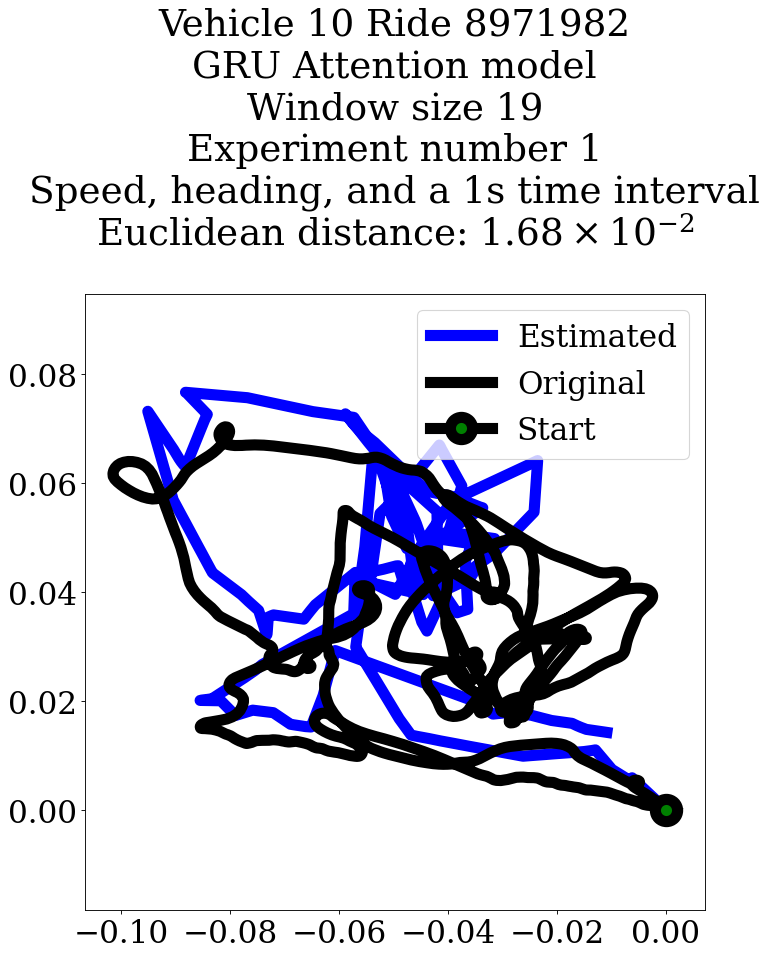 Vehicle 10 Ride 8971982
GRU Attention model
Window size 19
Experiment number 1
Speed, heading, and a 1s time interval
Euclidean distance: 1.68 × 10⁻²
Estimated
Original
Start
0.08
0.06
0.04
0.02
0.00
−0.10 −0.08 −0.06 −0.04 −0.02 0.00